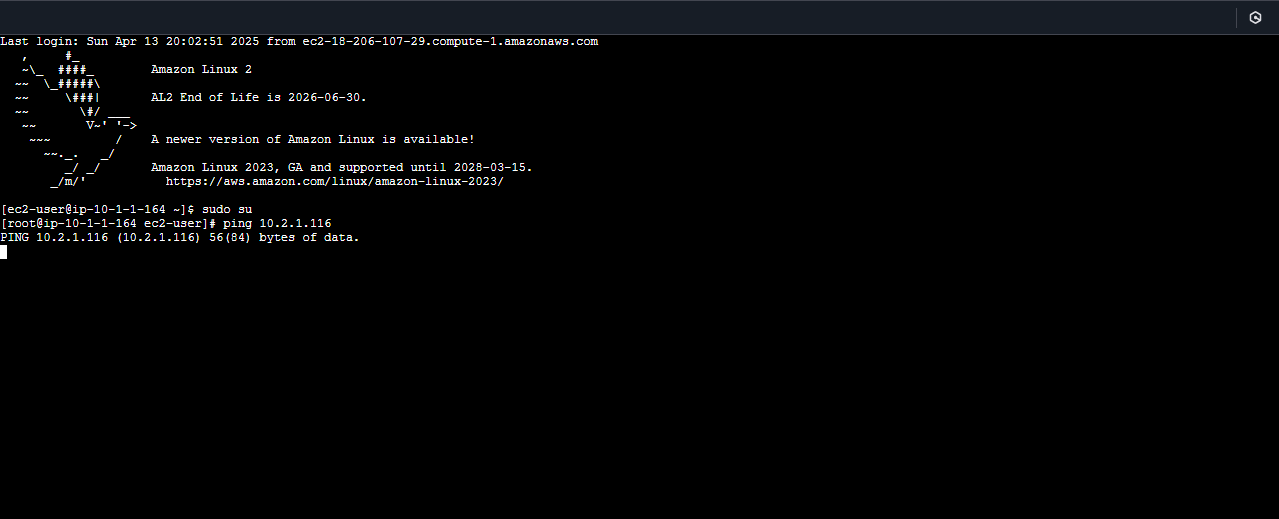 Last login: Sun Apr 13 20:02:51 2025 from ec2-18-206-107-29.compute-1.amazonaws.com
   ,     #_
   ~\_  ####_        Amazon Linux 2
  ~~  \_#####\
  ~~     \###|       AL2 End of Life is 2026-06-30.
  ~~       \#/ ___
   ~~       V~' '->
    ~~~         /    A newer version of Amazon Linux is available!
      ~~._.   _/
         _/ _/       Amazon Linux 2023, GA and supported until 2028-03-15.
       _/m/'           https://aws.amazon.com/linux/amazon-linux-2023/
[ec2-user@ip-10-1-1-164 ~]$ sudo su
[root@ip-10-1-1-164 ec2-user]# ping 10.2.1.116
PING 10.2.1.116 (10.2.1.116) 56(84) bytes of data.